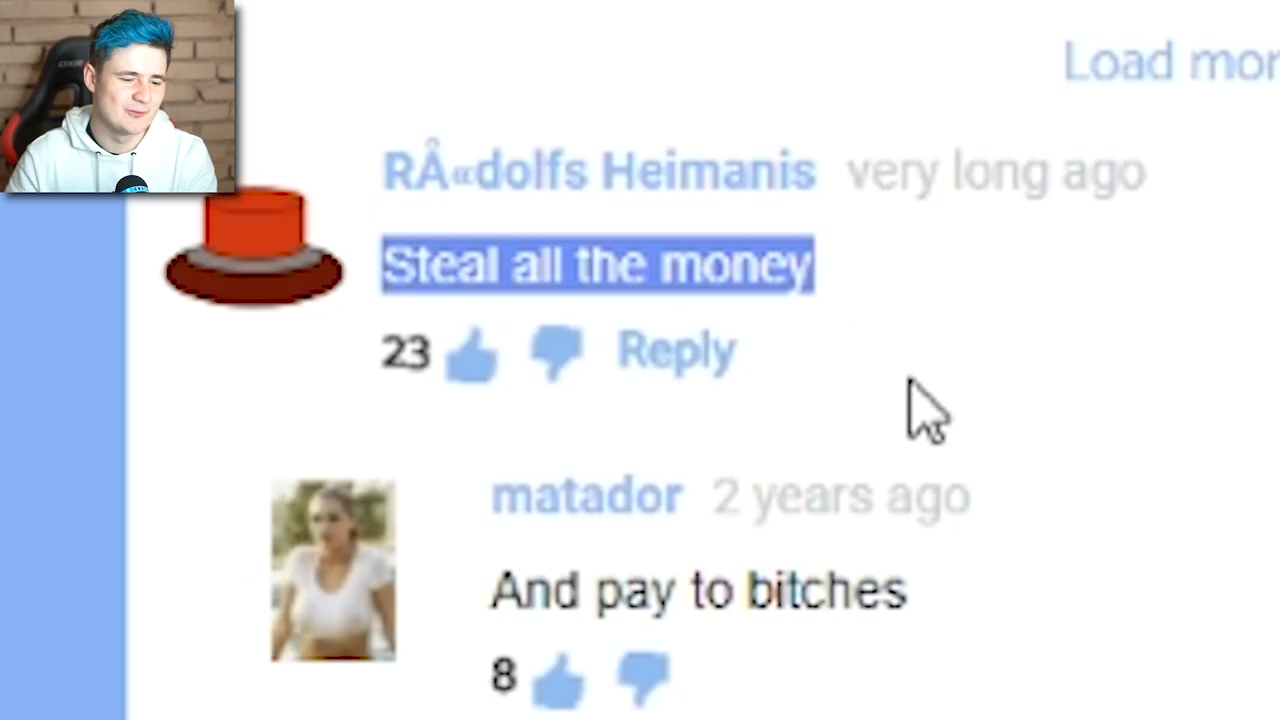 Load mor
RÅ«dolfs Heimanis very long ago
Steal all the money
23 Reply
matador 2 years ago
And pay to bitches
8